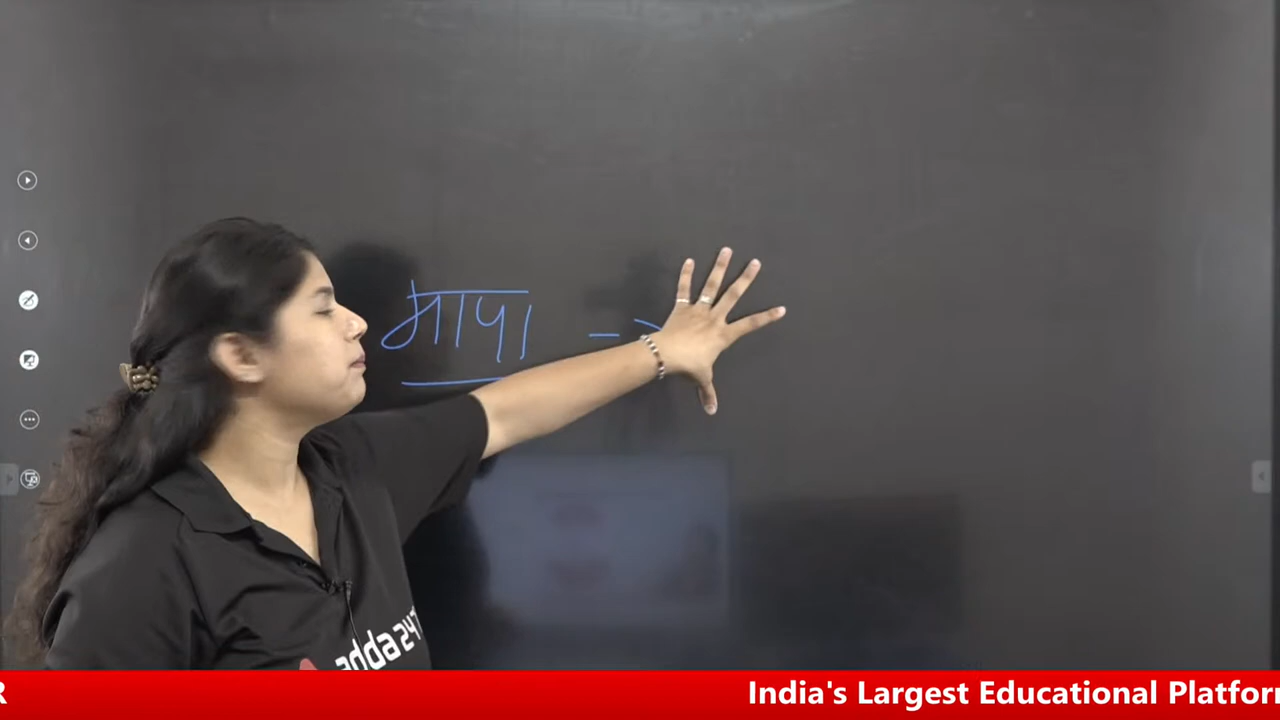 भाषा -
adda247
R India's Largest Educational Platfor